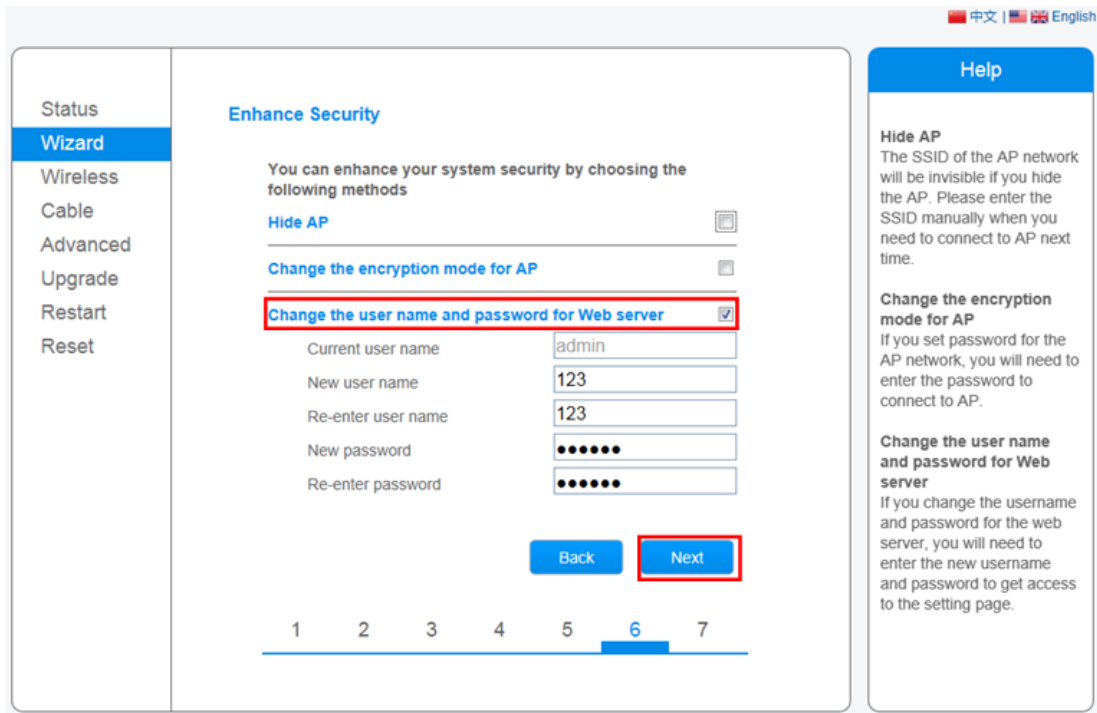 中文 | English
Status
Wizard
Wireless
Cable
Advanced
Upgrade
Restart
Reset
Enhance Security
You can enhance your system security by choosing the
following methods
Hide AP
Change the encryption mode for AP
Change the user name and password for Web server
Current user name admin
New user name 123
Re-enter user name 123
New password ●●●●●●
Re-enter password ●●●●●●
Back Next
1 2 3 4 5 6 7
Help
Hide AP
The SSID of the AP network
will be invisible if you hide
the AP. Please enter the
SSID manually when you
need to connect to AP next
time.
Change the encryption
mode for AP
If you set password for the
AP network, you will need to
enter the password to
connect to AP.
Change the user name
and password for Web
server
If you change the username
and password for the web
server, you will need to
enter the new username
and password to get access
to the setting page.